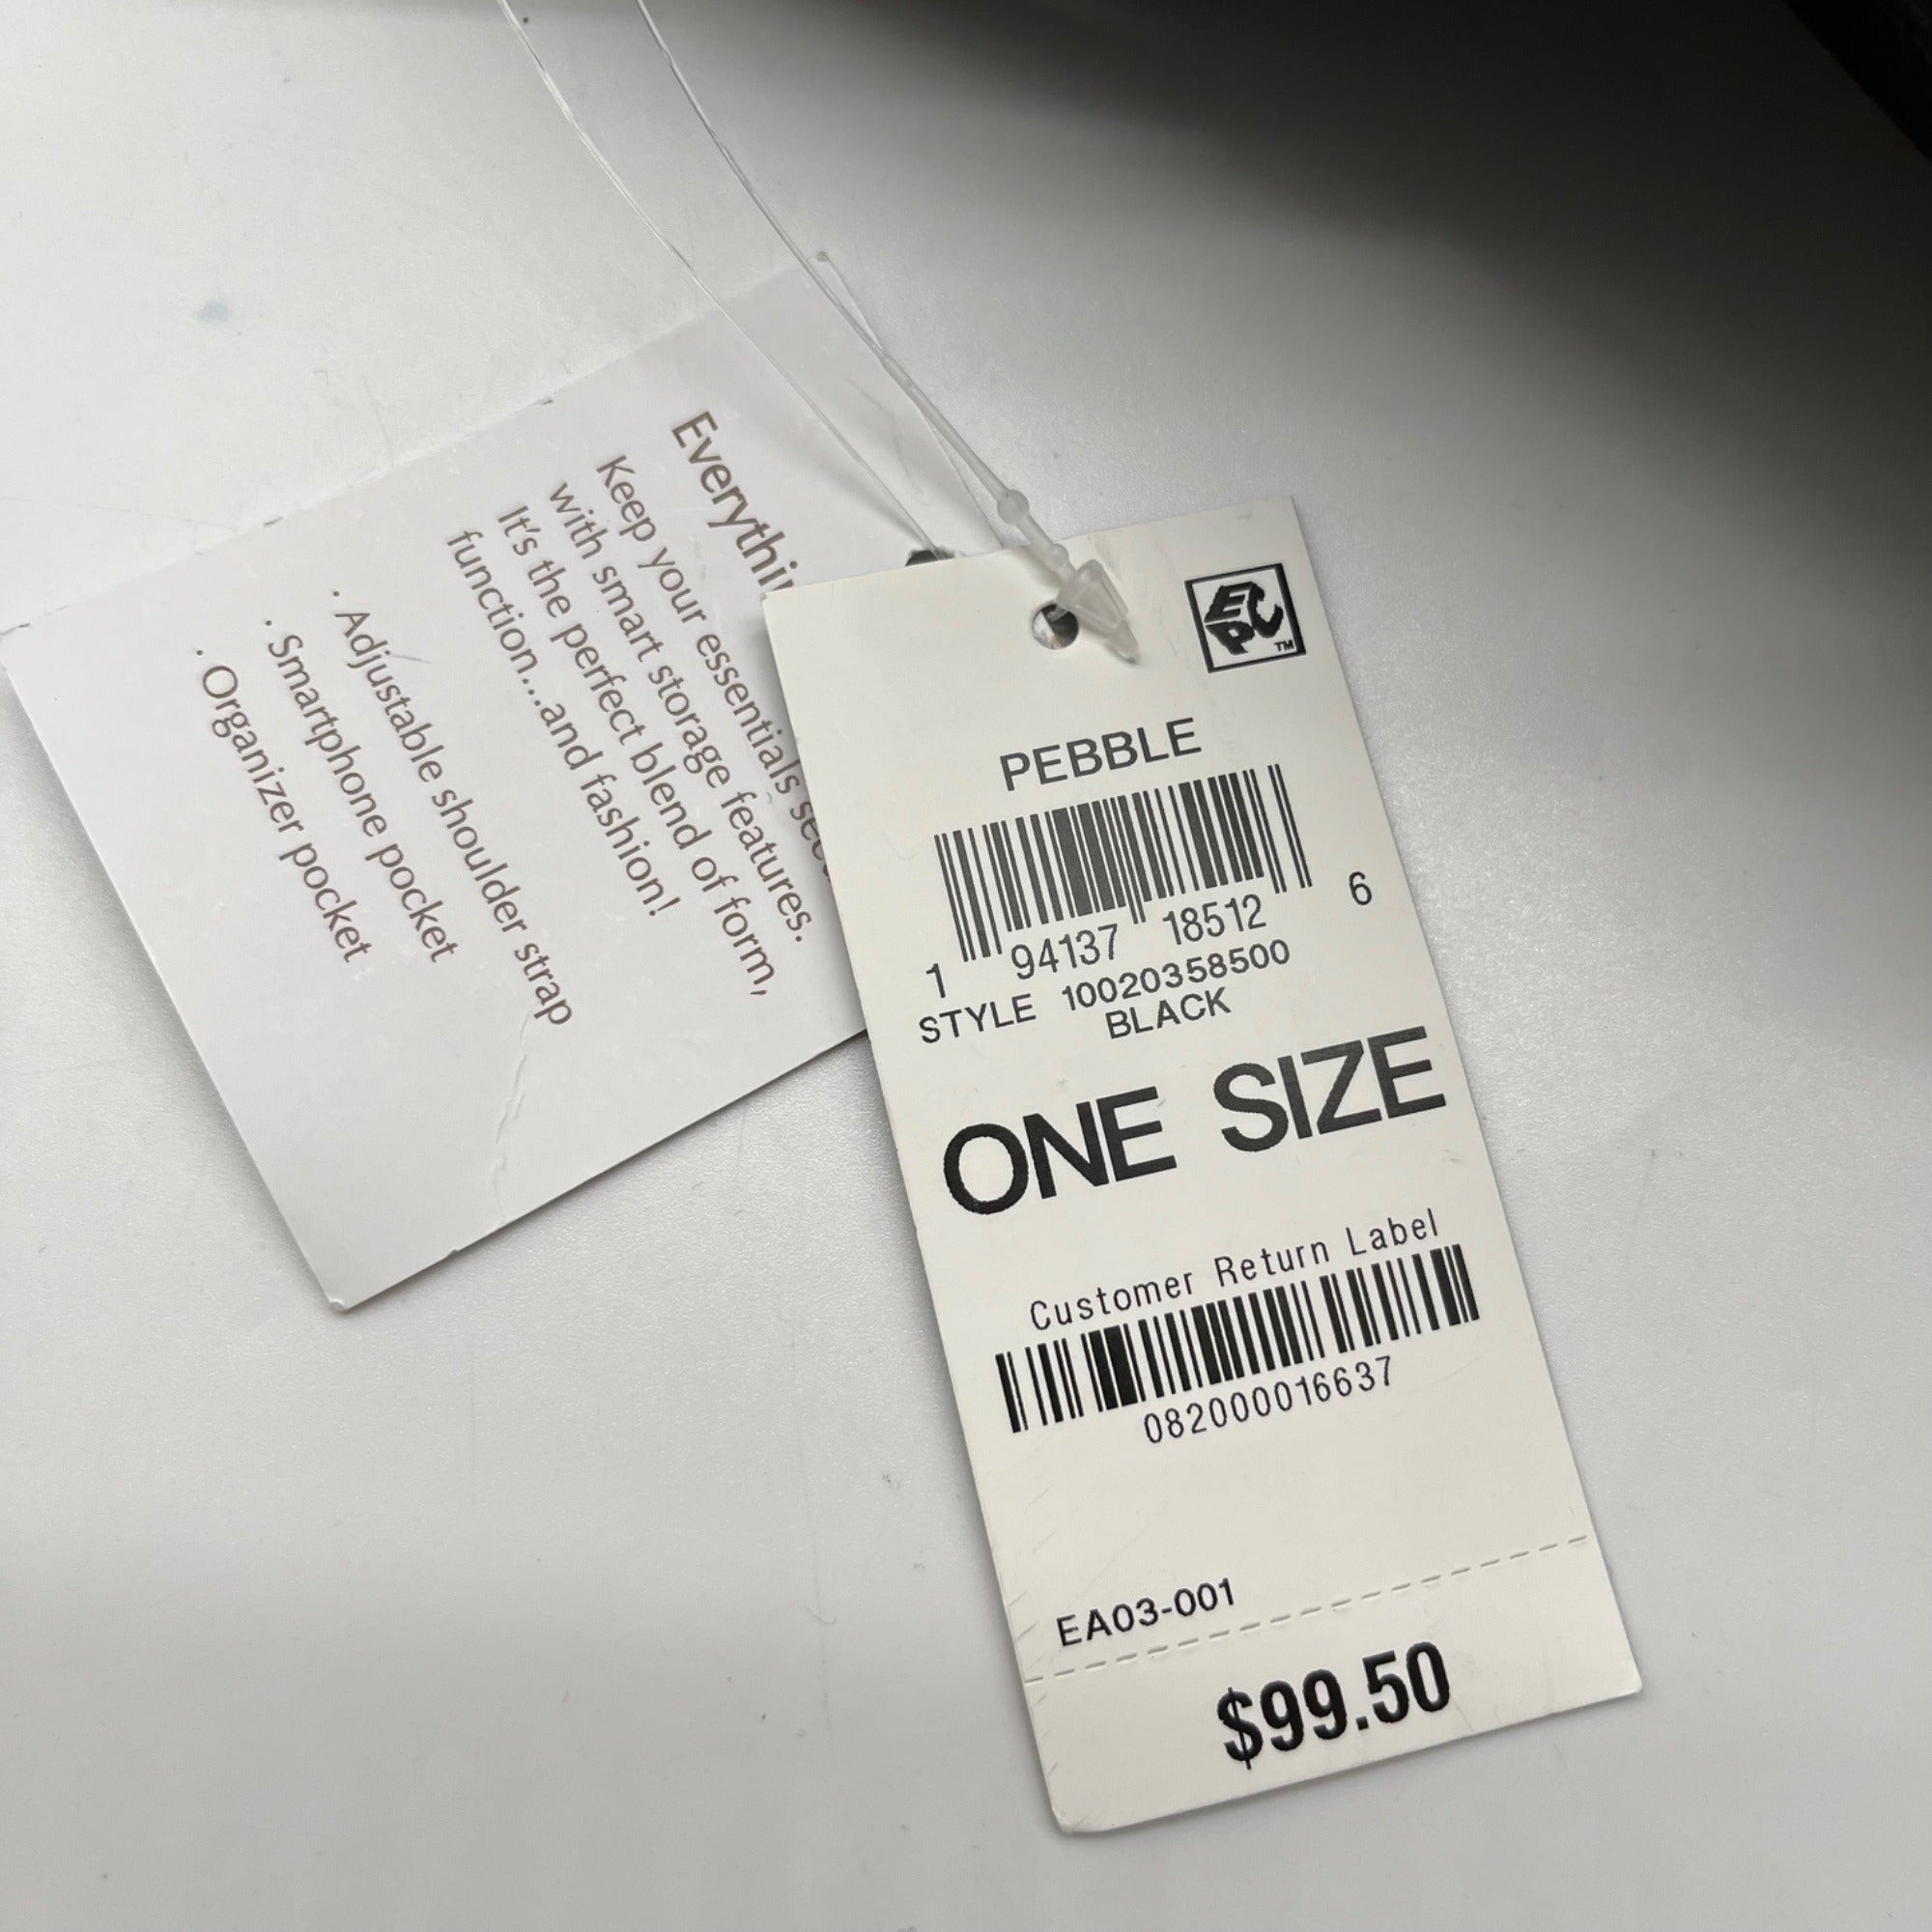 Keep your essentials
with smart storage features.
It's the perfect blend of form,
function...and fashion!
. Adjustable shoulder strap
. Smartphone pocket
. Organizer pocket
EPC TM
PEBBLE
1 94137 18512 6
STYLE 10020358500
BLACK
ONE SIZE
Customer Return Label
082000016637
EA03-001
$99.50